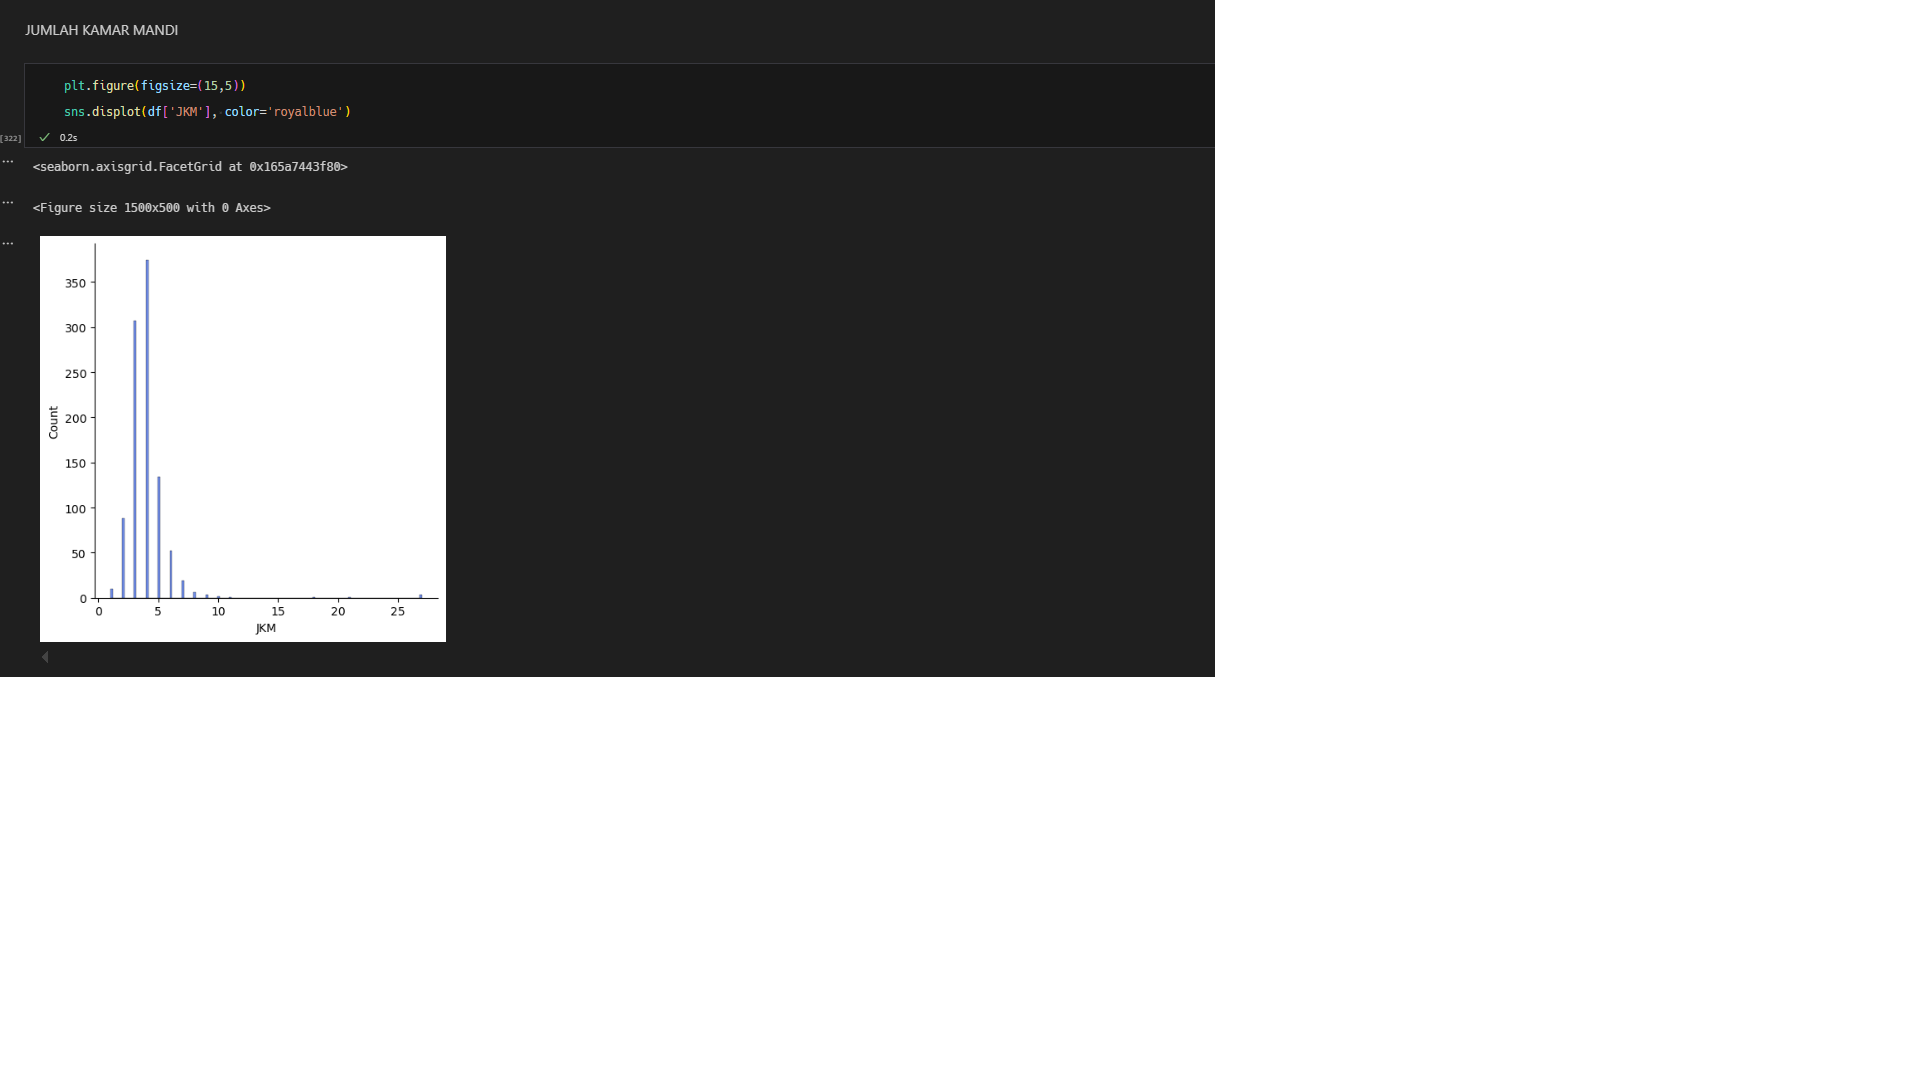 JUMLAH KAMAR MANDI
plt.figure(figsize=(15,5))
sns.displot(df['JKM'], color='royalblue')
[322]
0.2s
<seaborn.axisgrid.FacetGrid at 0x165a7443f80>
<Figure size 1500x500 with 0 Axes>
350
300
250
200
150
100
50
0
Count
0 5 10 15 20 25
JKM